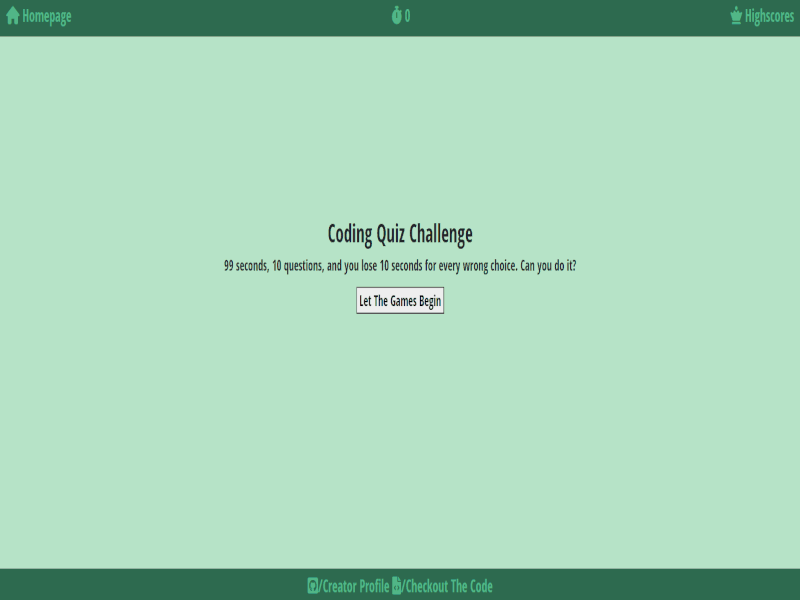 Homepage
0
Highscores
Coding Quiz Challenge
99 seconds, 10 questions, and you lose 10 seconds for every wrong choice. Can you do it?
Let The Games Begin
/Creator Profile /Checkout The Code